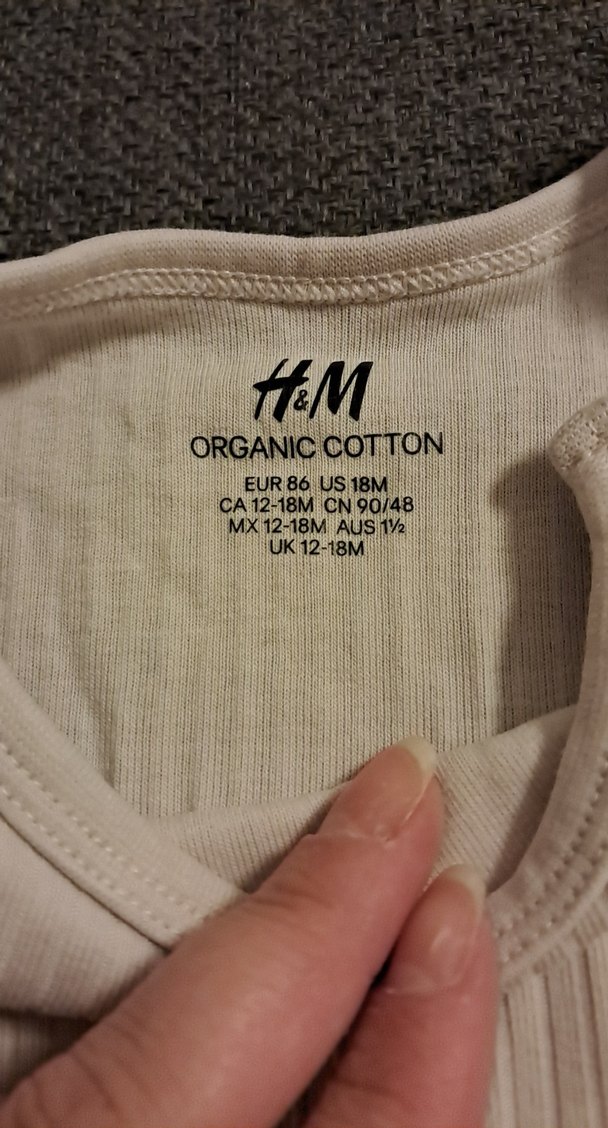 H&M
ORGANIC COTTON
EUR 86 US 18M
CA 12-18M CN 90/48
MX 12-18M AUS 1½
UK 12-18M